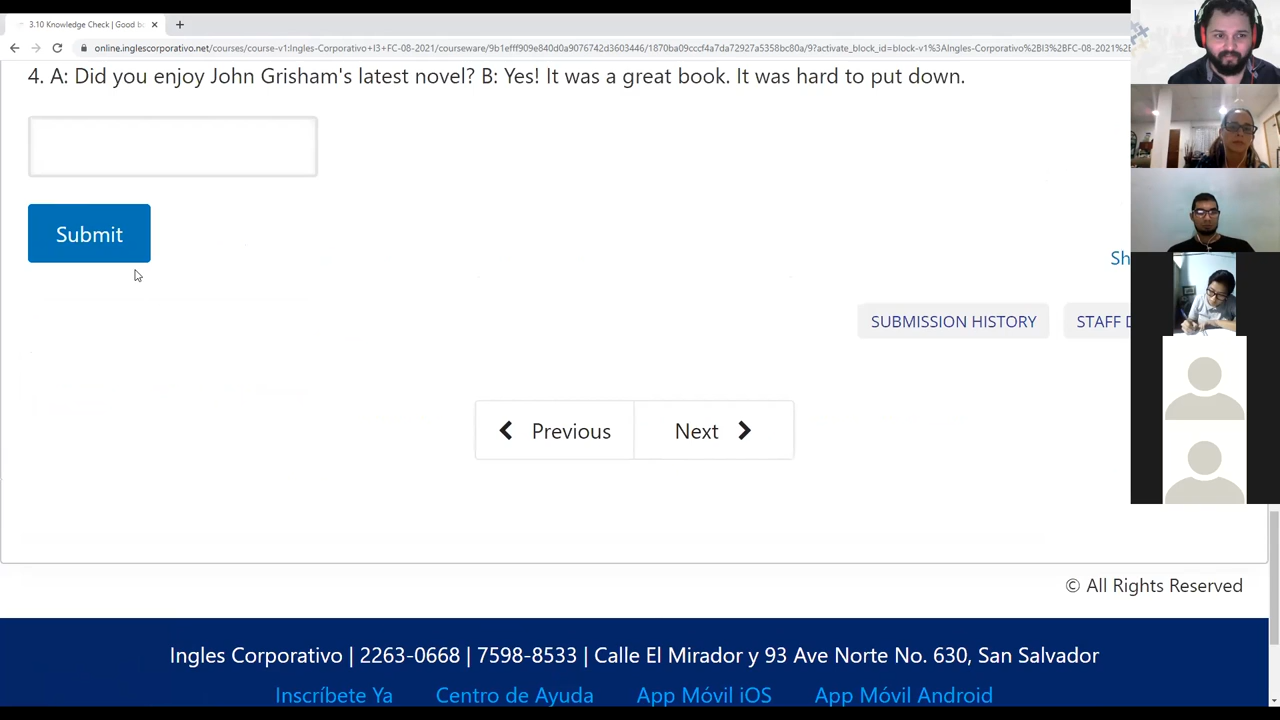 3.10 Knowledge Check | Good b
online.inglescorporativo.net/courses/course-v1:Ingles-Corporativo+I3+FC-08-2021/courseware/9b1efff909e840d0a9076742d3603446/1870ba09cccf4a7da72927a5358bc80a/9?activate_block_id=block-v1%3AIngles-Corporativo%2BI3%2BFC-08-2021%
4. A: Did you enjoy John Grisham's latest novel? B: Yes! It was a great book. It was hard to put down.
Submit
Sh
SUBMISSION HISTORY
STAFF D
Previous
Next
© All Rights Reserved
Ingles Corporativo | 2263-0668 | 7598-8533 | Calle El Mirador y 93 Ave Norte No. 630, San Salvador
Inscríbete Ya Centro de Ayuda App Móvil iOS App Móvil Android